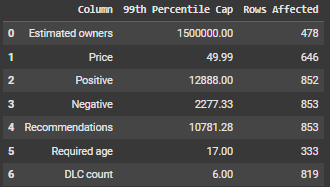 Column 99th Percentile Cap Rows Affected
0 Estimated owners 1500000.00 478
1 Price 49.99 646
2 Positive 12888.00 852
3 Negative 2277.33 853
4 Recommendations 10781.28 853
5 Required age 17.00 333
6 DLC count 6.00 819